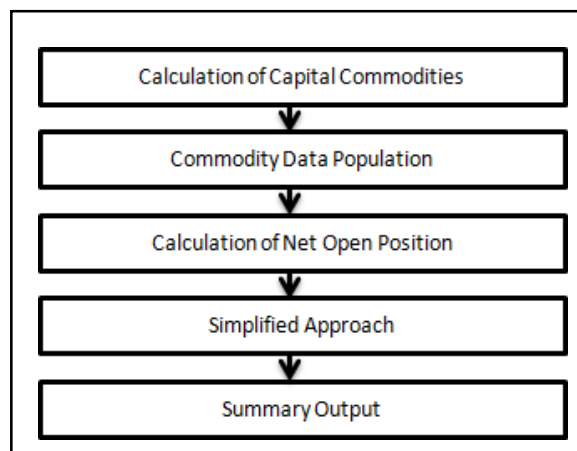 Calculation of Capital Commodities
Commodity Data Population
Calculation of Net Open Position
Simplified Approach
Summary Output